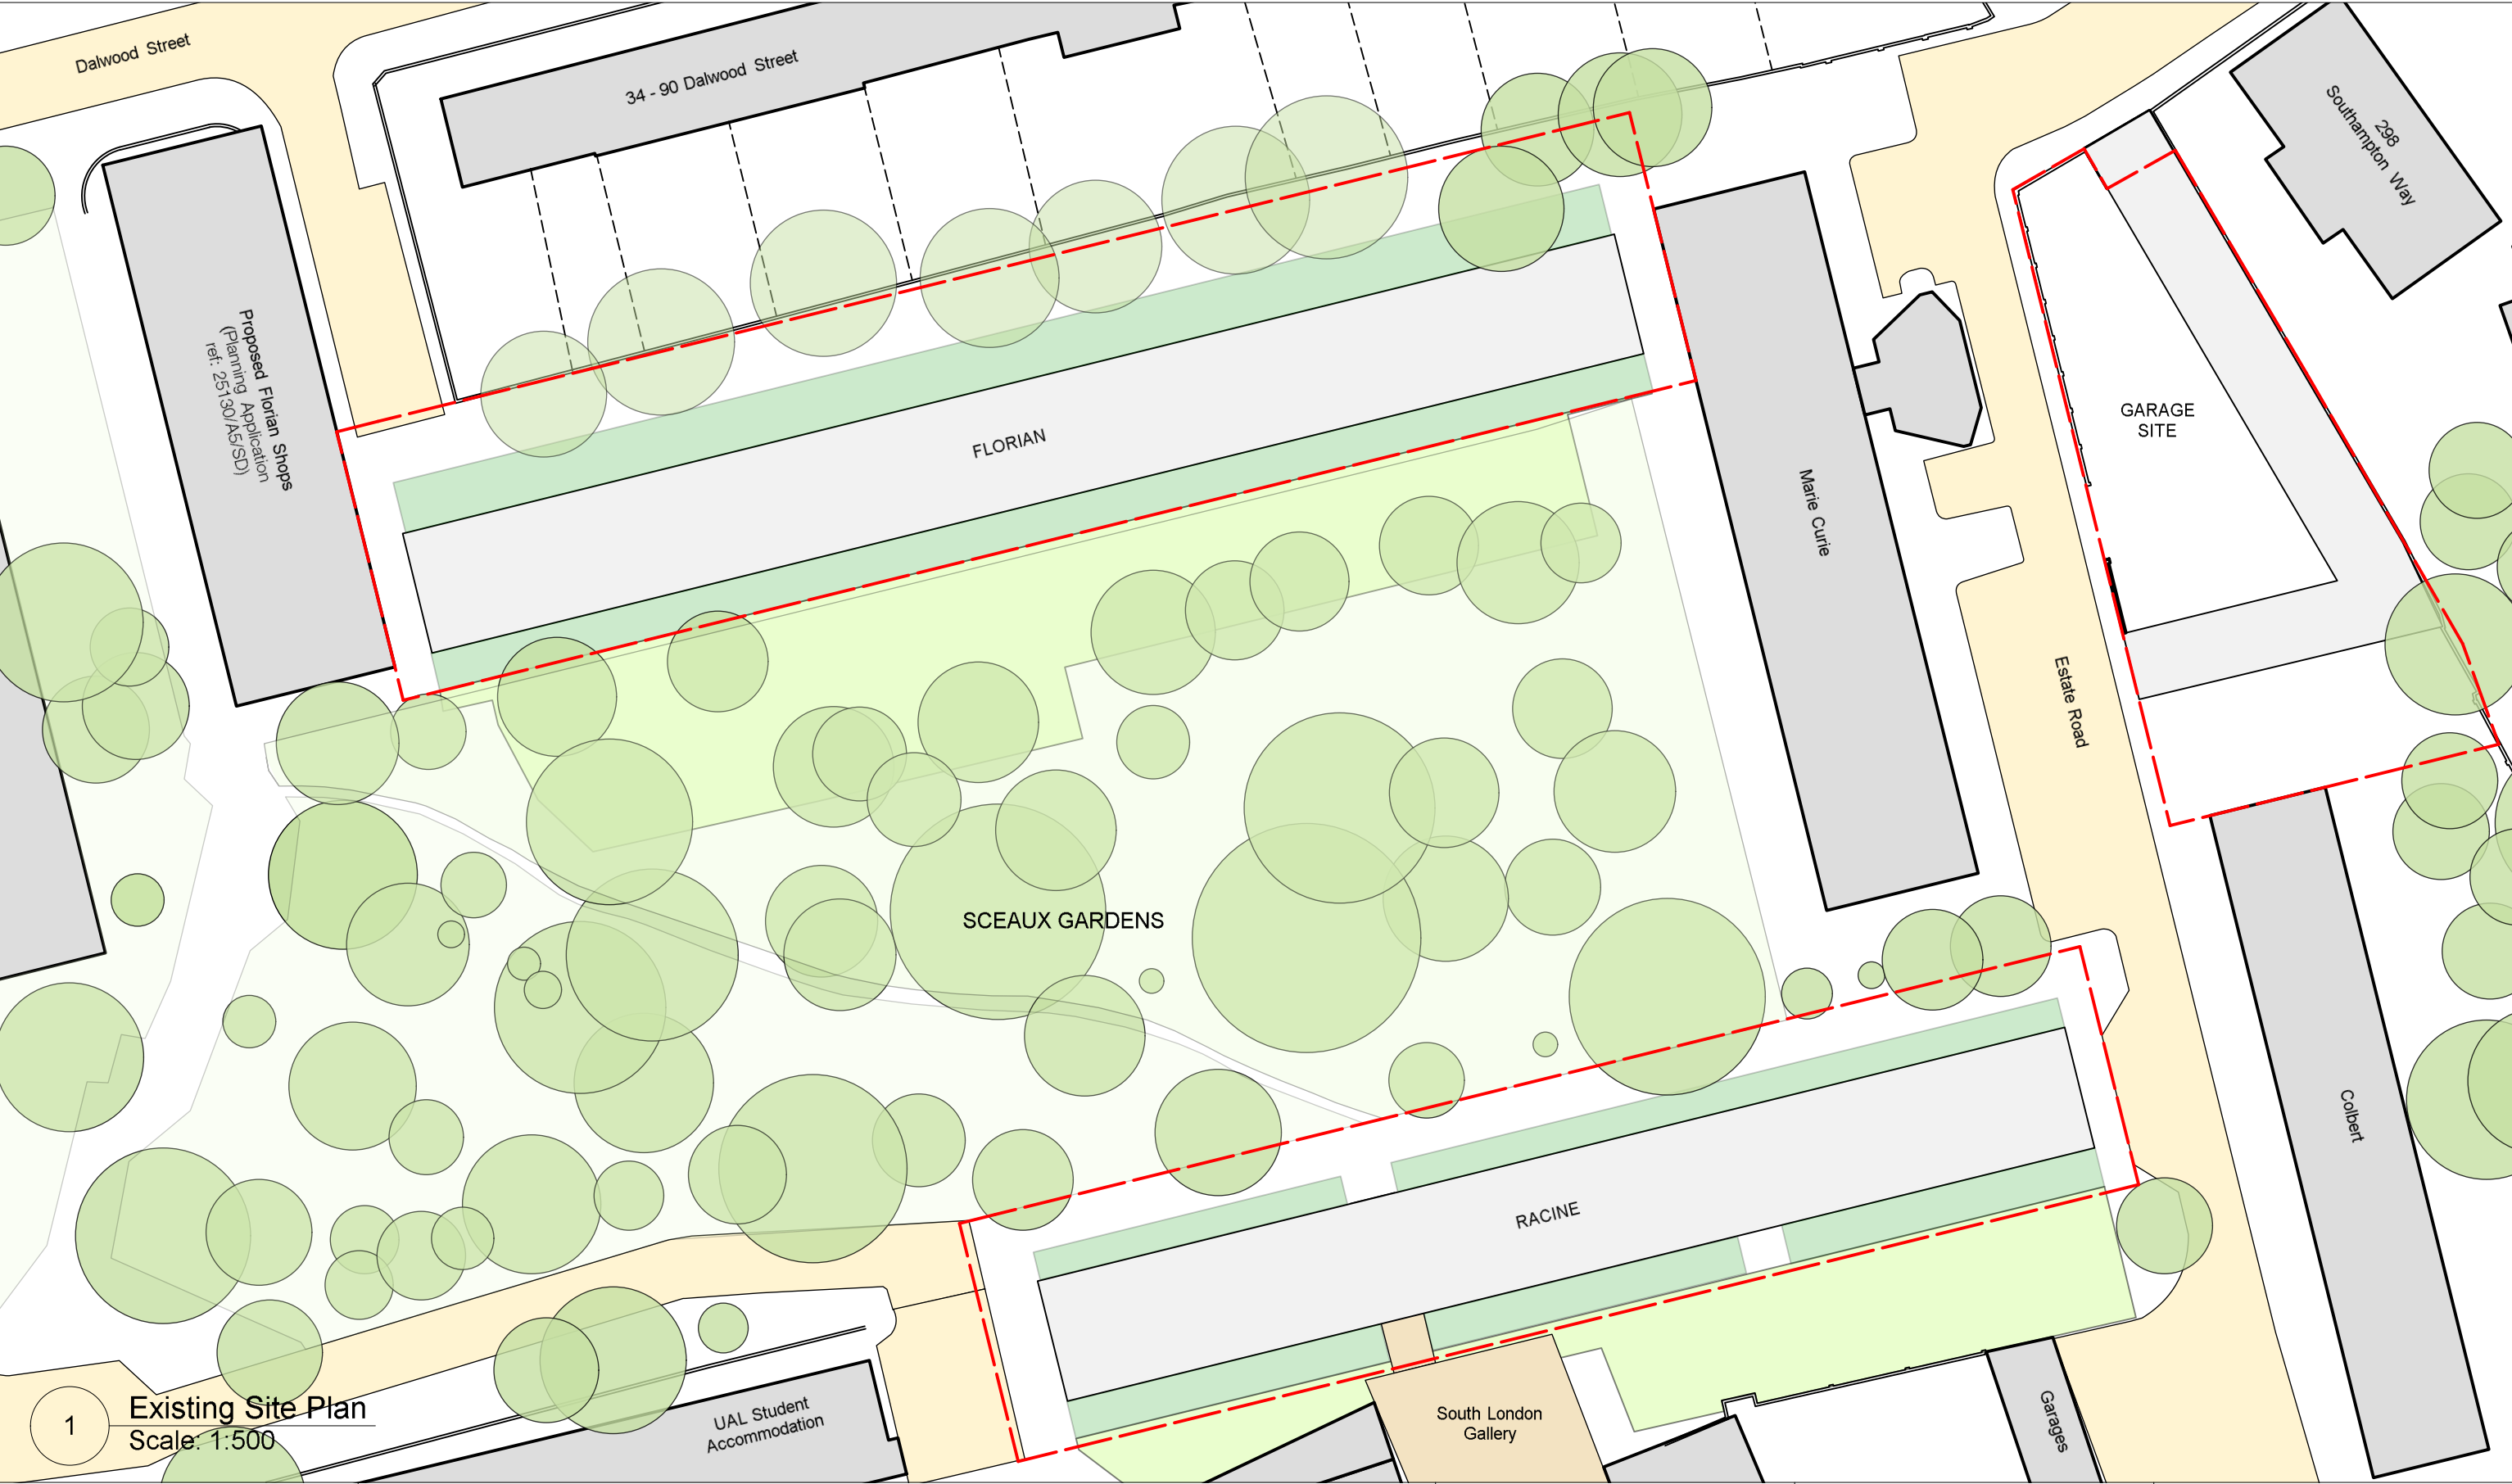 Dalwood Street
34 - 90 Dalwood Street
298
Southampton Way
Proposed Florian Shops
(Planning Application
ref: 25130/A5/SD)
FLORIAN
GARAGE
SITE
Marie Curie
Estate Road
SCEAUX GARDENS
RACINE
Colbert
1
Existing Site Plan
Scale: 1:500
UAL Student
Accommodation
South London
Gallery
Garages